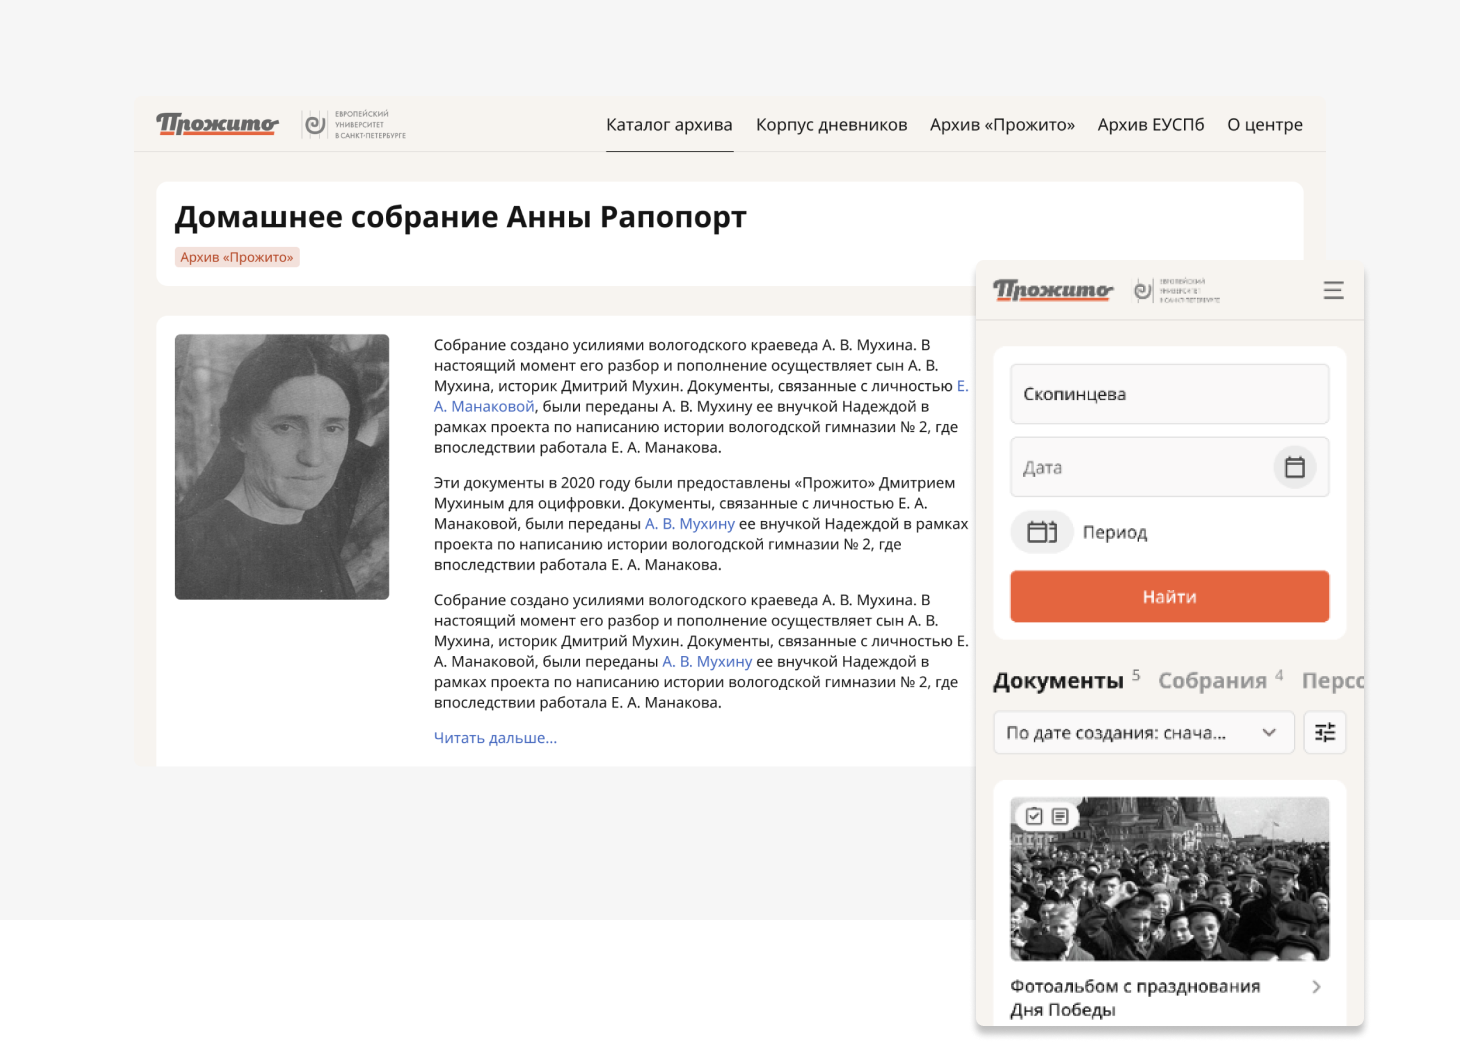 Прожито
ЕВРОПЕЙСКИЙ
УНИВЕРСИТЕТ
В САНКТ-ПЕТЕРБУРГЕ
Каталог архива Корпус дневников Архив «Прожито» Архив ЕУСПб О центре
Домашнее собрание Анны Рапопорт
Архив «Прожито»
Собрание создано усилиями вологодского краеведа А. В. Мухина. В
настоящий момент его разбор и пополнение осуществляет сын А. В.
Мухина, историк Дмитрий Мухин. Документы, связанные с личностью Е.
А. Манаковой, были переданы А. В. Мухину ее внучкой Надеждой в
рамках проекта по написанию истории вологодской гимназии № 2, где
впоследствии работала Е. А. Манакова.
Эти документы в 2020 году были предоставлены «Прожито» Дмитрием
Мухиным для оцифровки. Документы, связанные с личностью Е. А.
Манаковой, были переданы А. В. Мухину ее внучкой Надеждой в рамках
проекта по написанию истории вологодской гимназии № 2, где
впоследствии работала Е. А. Манакова.
Собрание создано усилиями вологодского краеведа А. В. Мухина. В
настоящий момент его разбор и пополнение осуществляет сын А. В.
Мухина, историк Дмитрий Мухин. Документы, связанные с личностью Е.
А. Манаковой, были переданы А. В. Мухину ее внучкой Надеждой в
рамках проекта по написанию истории вологодской гимназии № 2, где
впоследствии работала Е. А. Манакова.
Читать дальше...
Прожито
ЕВРОПЕЙСКИЙ
УНИВЕРСИТЕТ
В САНКТ-ПЕТЕРБУРГЕ
Скопинцева
Дата
Период
Найти
Документы 5 Собрания 4 Персо
По дате создания: снача...
Фотоальбом с празднования
Дня Победы